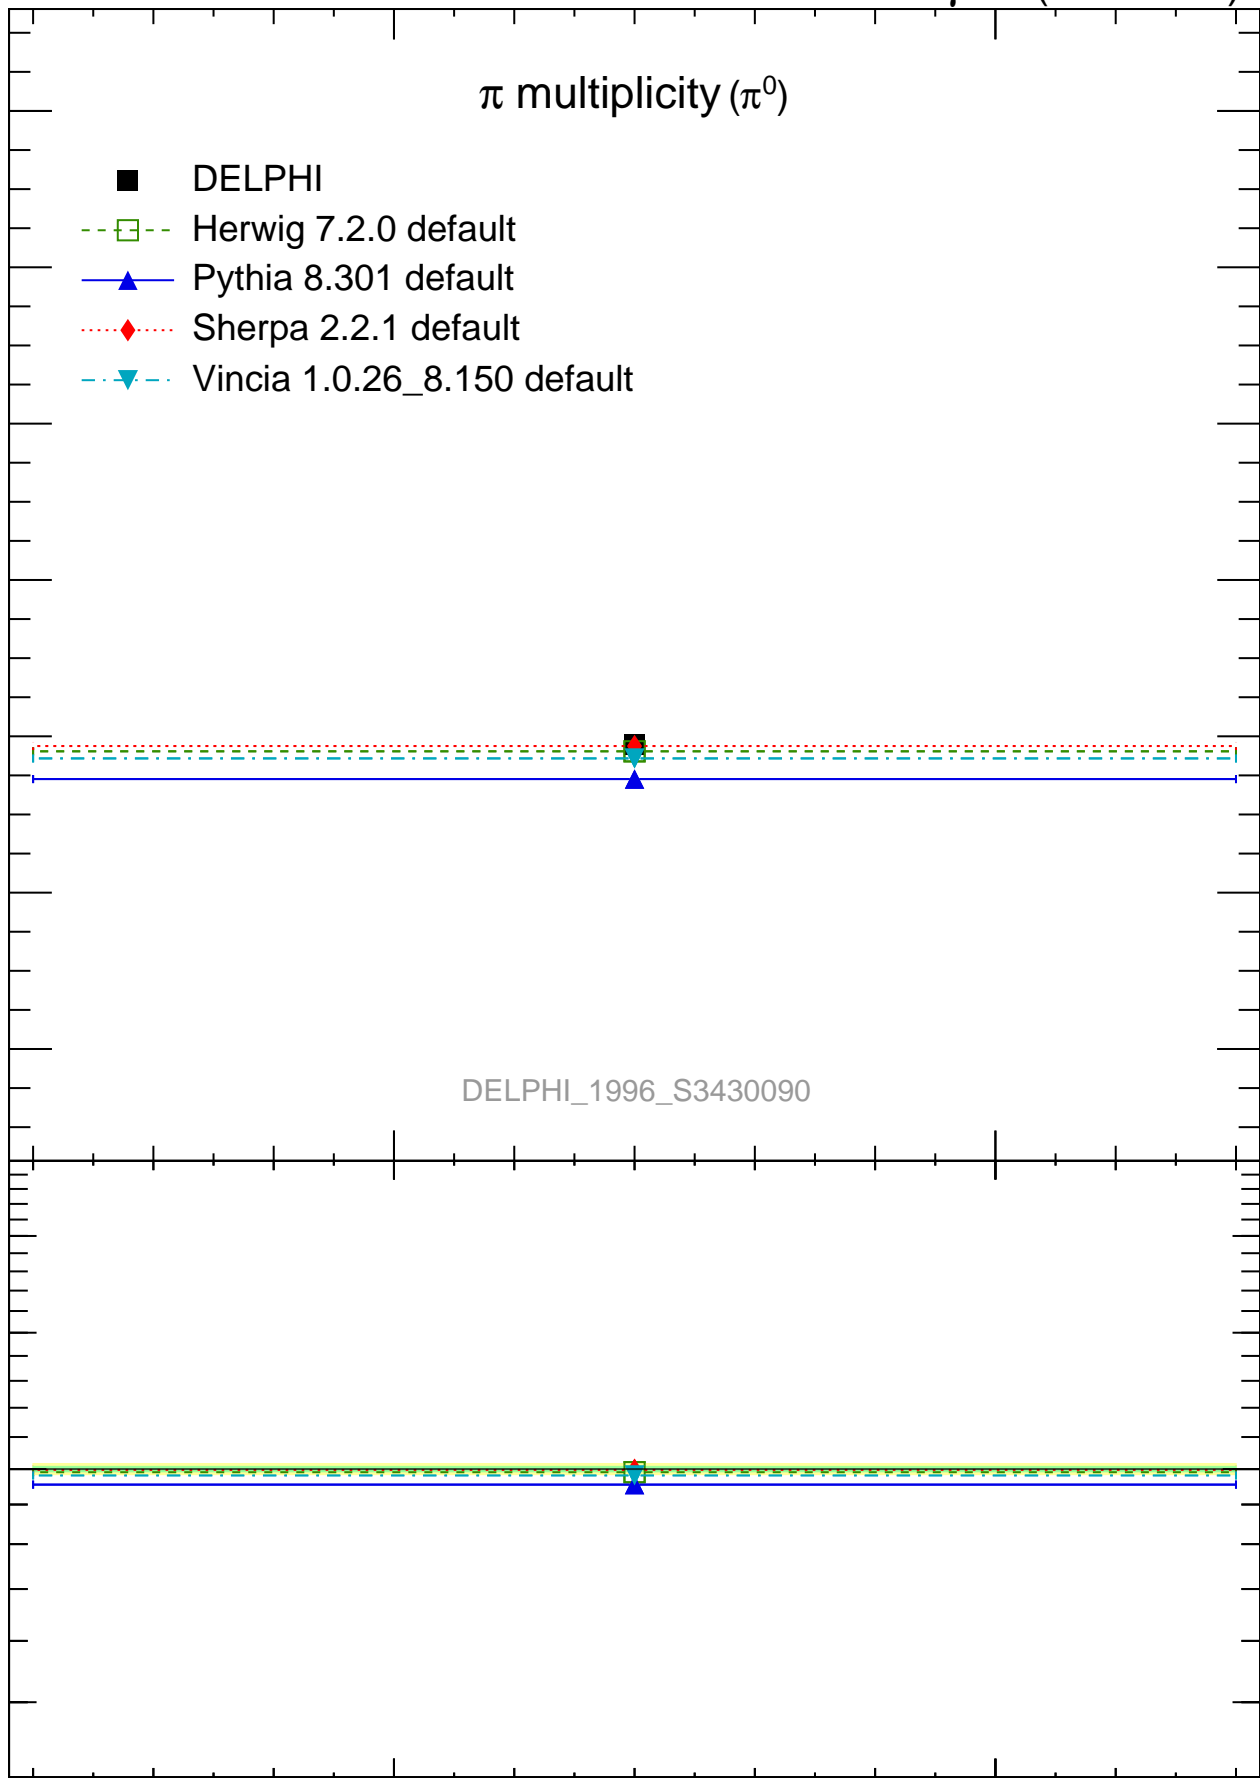 π multiplicity (π⁰)
DELPHI
Herwig 7.2.0 default
Pythia 8.301 default
Sherpa 2.2.1 default
Vincia 1.0.26_8.150 default
DELPHI_1996_S3430090